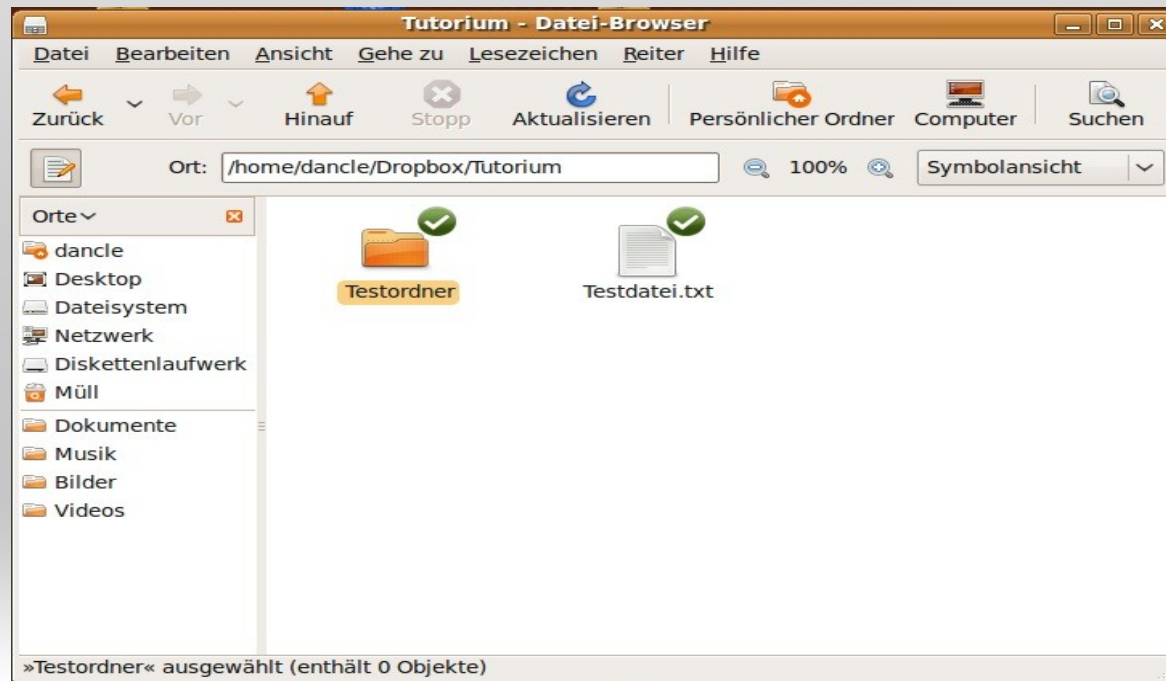 Tutorium - Datei-Browser
Datei Bearbeiten Ansicht Gehe zu Lesezeichen Reiter Hilfe
Zurück Vor Hinauf Stopp Aktualisieren Persönlicher Ordner Computer Suchen
Ort: /home/dancle/Dropbox/Tutorium 100% Symbolansicht
Orte
dancle
Desktop
Dateisystem
Netzwerk
Diskettenlaufwerk
Müll
Dokumente
Musik
Bilder
Videos
Testordner Testdatei.txt
»Testordner« ausgewählt (enthält 0 Objekte)